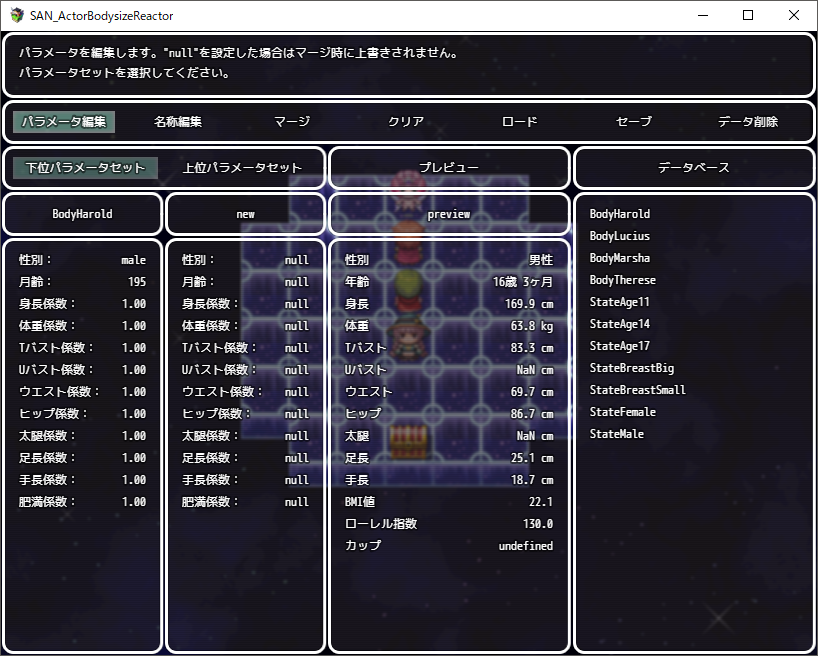 SAN_ActorBodysizeReactor
パラメータを編集します。"null"を設定した場合はマージ時に上書きされません。
パラメータセットを選択してください。
パラメータ編集 名称編集 マージ クリア ロード セーブ データ削除
下位パラメータセット 上位パラメータセット プレビュー データベース
BodyHarold
性別： male
月齢： 195
身長係数： 1.00
体重係数： 1.00
Tバスト係数： 1.00
Uバスト係数： 1.00
ウエスト係数： 1.00
ヒップ係数： 1.00
太腿係数： 1.00
足長係数： 1.00
手長係数： 1.00
肥満係数： 1.00
new
性別： null
月齢： null
身長係数： null
体重係数： null
Tバスト係数： null
Uバスト係数： null
ウエスト係数： null
ヒップ係数： null
太腿係数： null
足長係数： null
手長係数： null
肥満係数： null
preview
性別 男性
年齢 16歳 3ヶ月
身長 169.9 cm
体重 63.8 kg
Tバスト 83.3 cm
Uバスト NaN cm
ウエスト 69.7 cm
ヒップ 86.7 cm
太腿 NaN cm
足長 25.1 cm
手長 18.7 cm
BMI値 22.1
ローレル指数 130.0
カップ undefined
BodyHarold
BodyLucius
BodyMarsha
BodyTherese
StateAge11
StateAge14
StateAge17
StateBreastBig
StateBreastSmall
StateFemale
StateMale